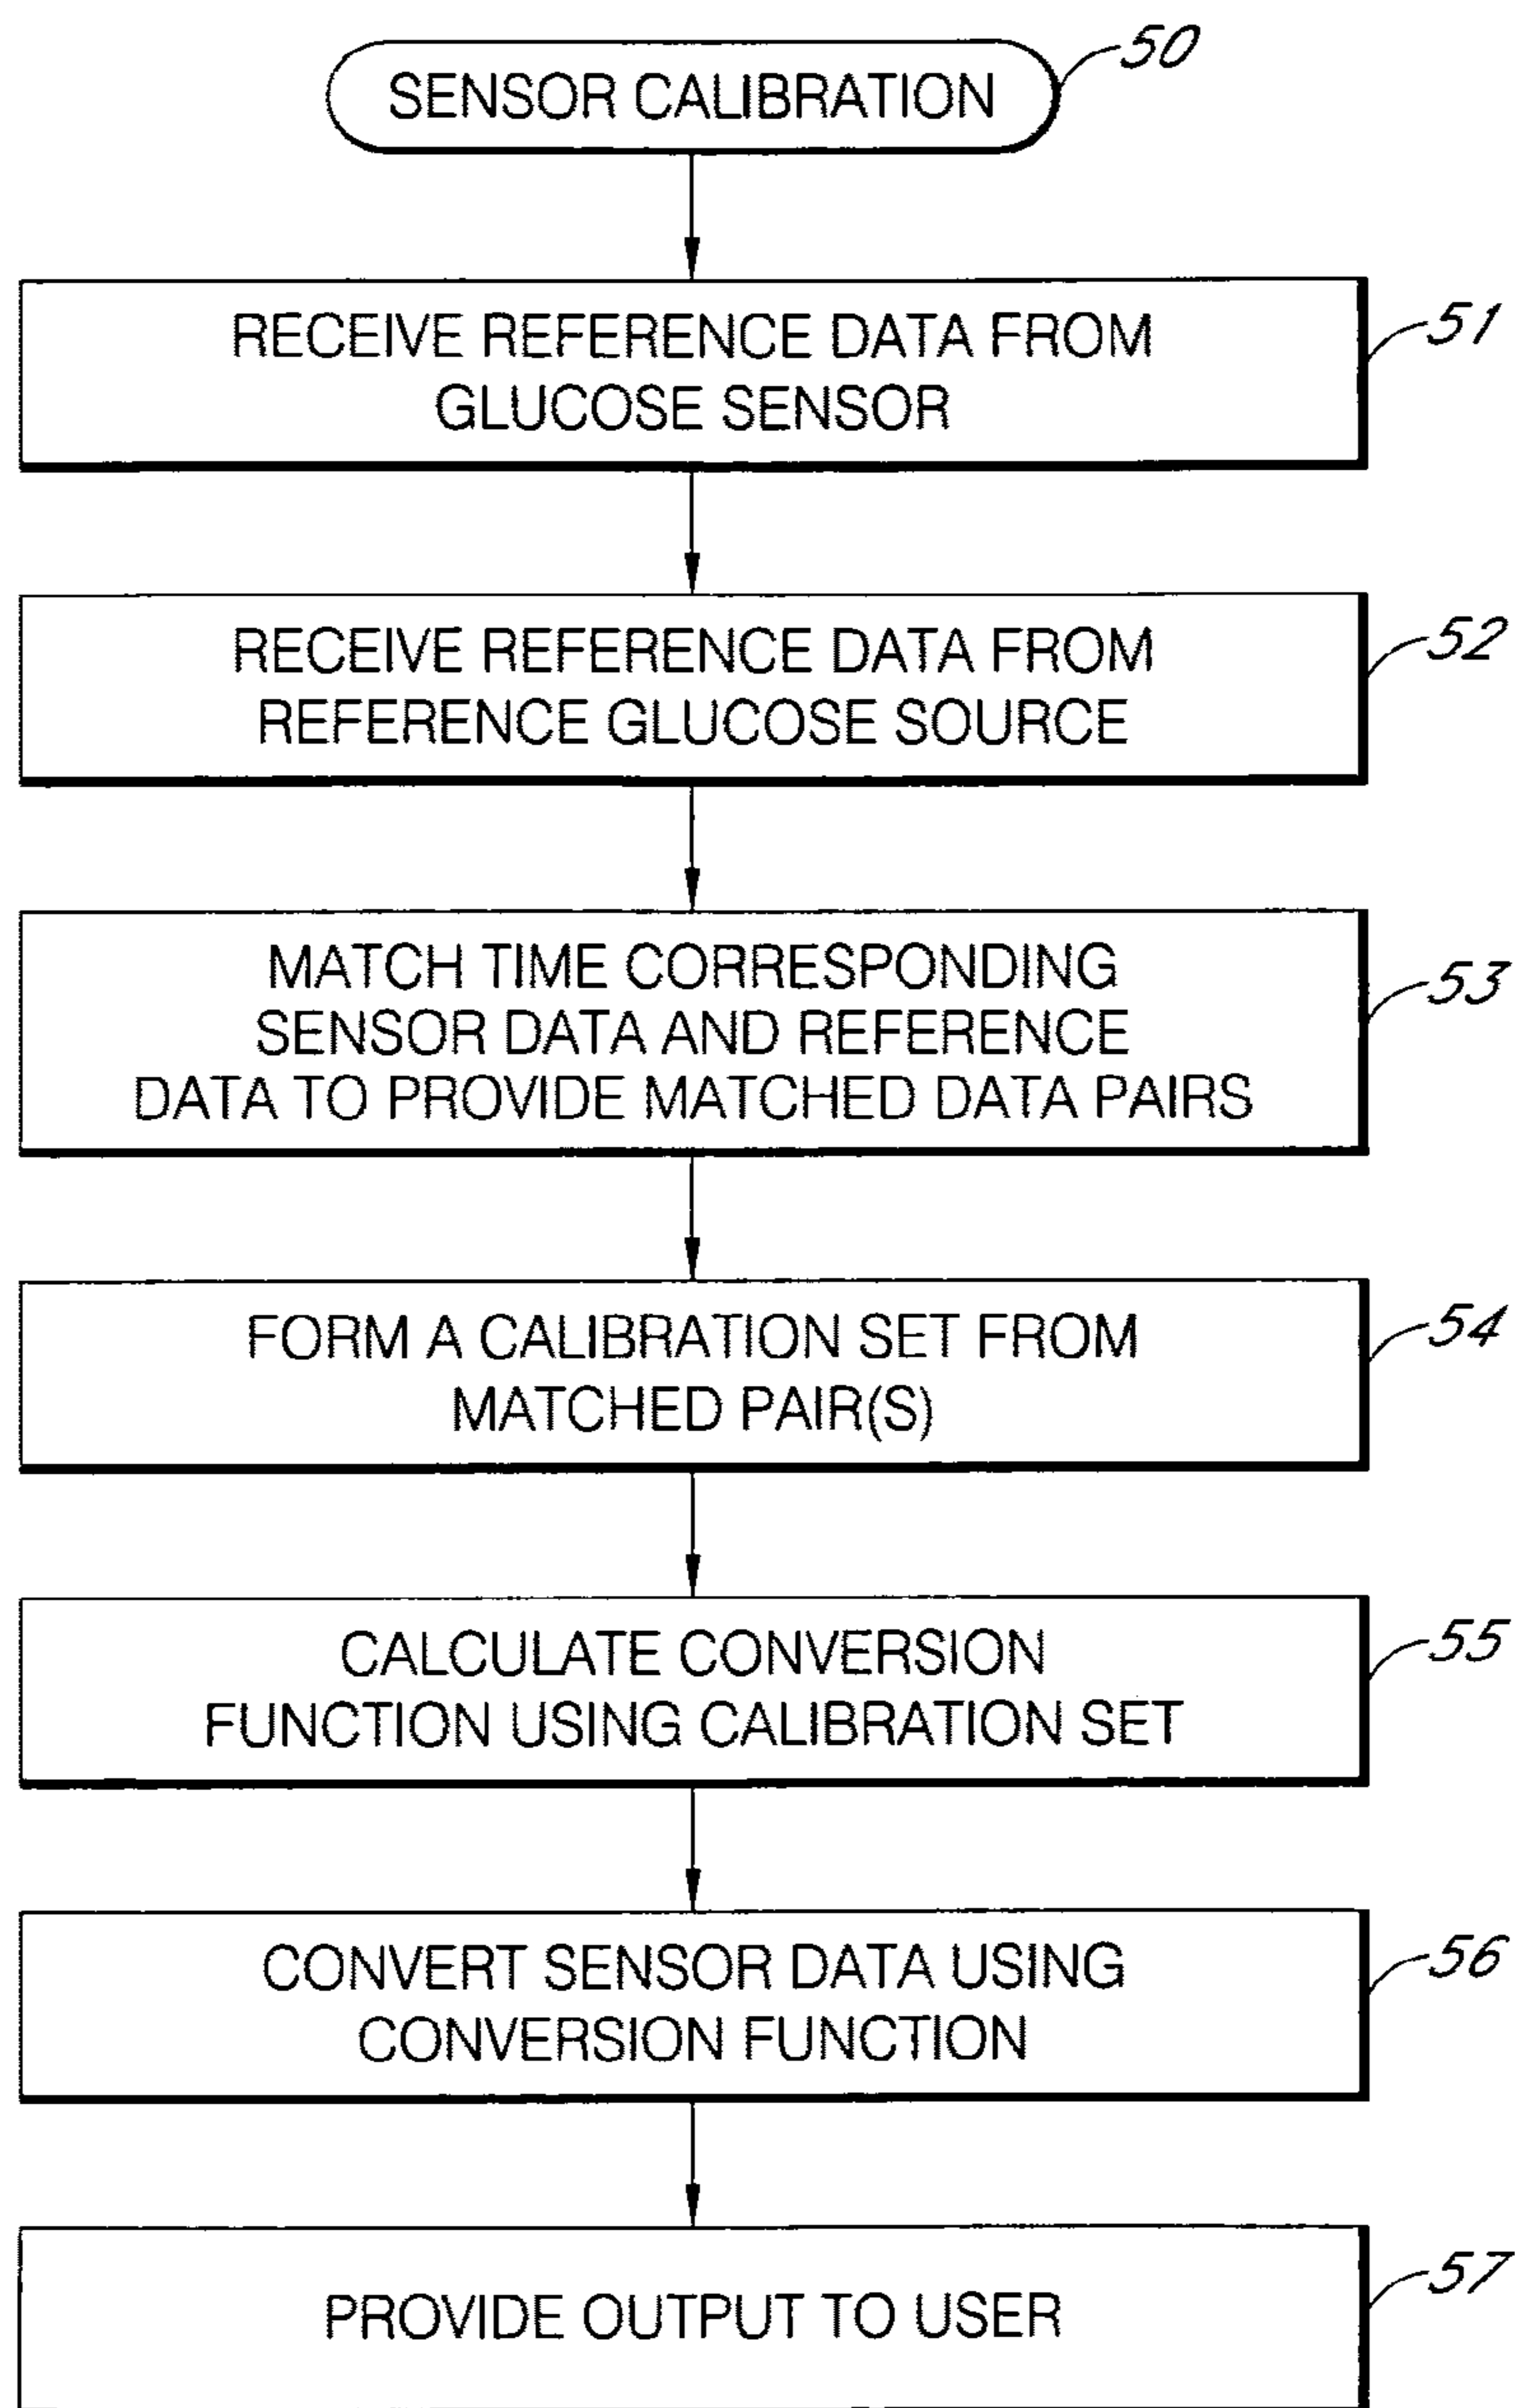 SENSOR CALIBRATION
50
RECEIVE REFERENCE DATA FROM
GLUCOSE SENSOR
51
RECEIVE REFERENCE DATA FROM
REFERENCE GLUCOSE SOURCE
52
MATCH TIME CORRESPONDING
SENSOR DATA AND REFERENCE
DATA TO PROVIDE MATCHED DATA PAIRS
53
FORM A CALIBRATION SET FROM
MATCHED PAIR(S)
54
CALCULATE CONVERSION
FUNCTION USING CALIBRATION SET
55
CONVERT SENSOR DATA USING
CONVERSION FUNCTION
56
PROVIDE OUTPUT TO USER
57